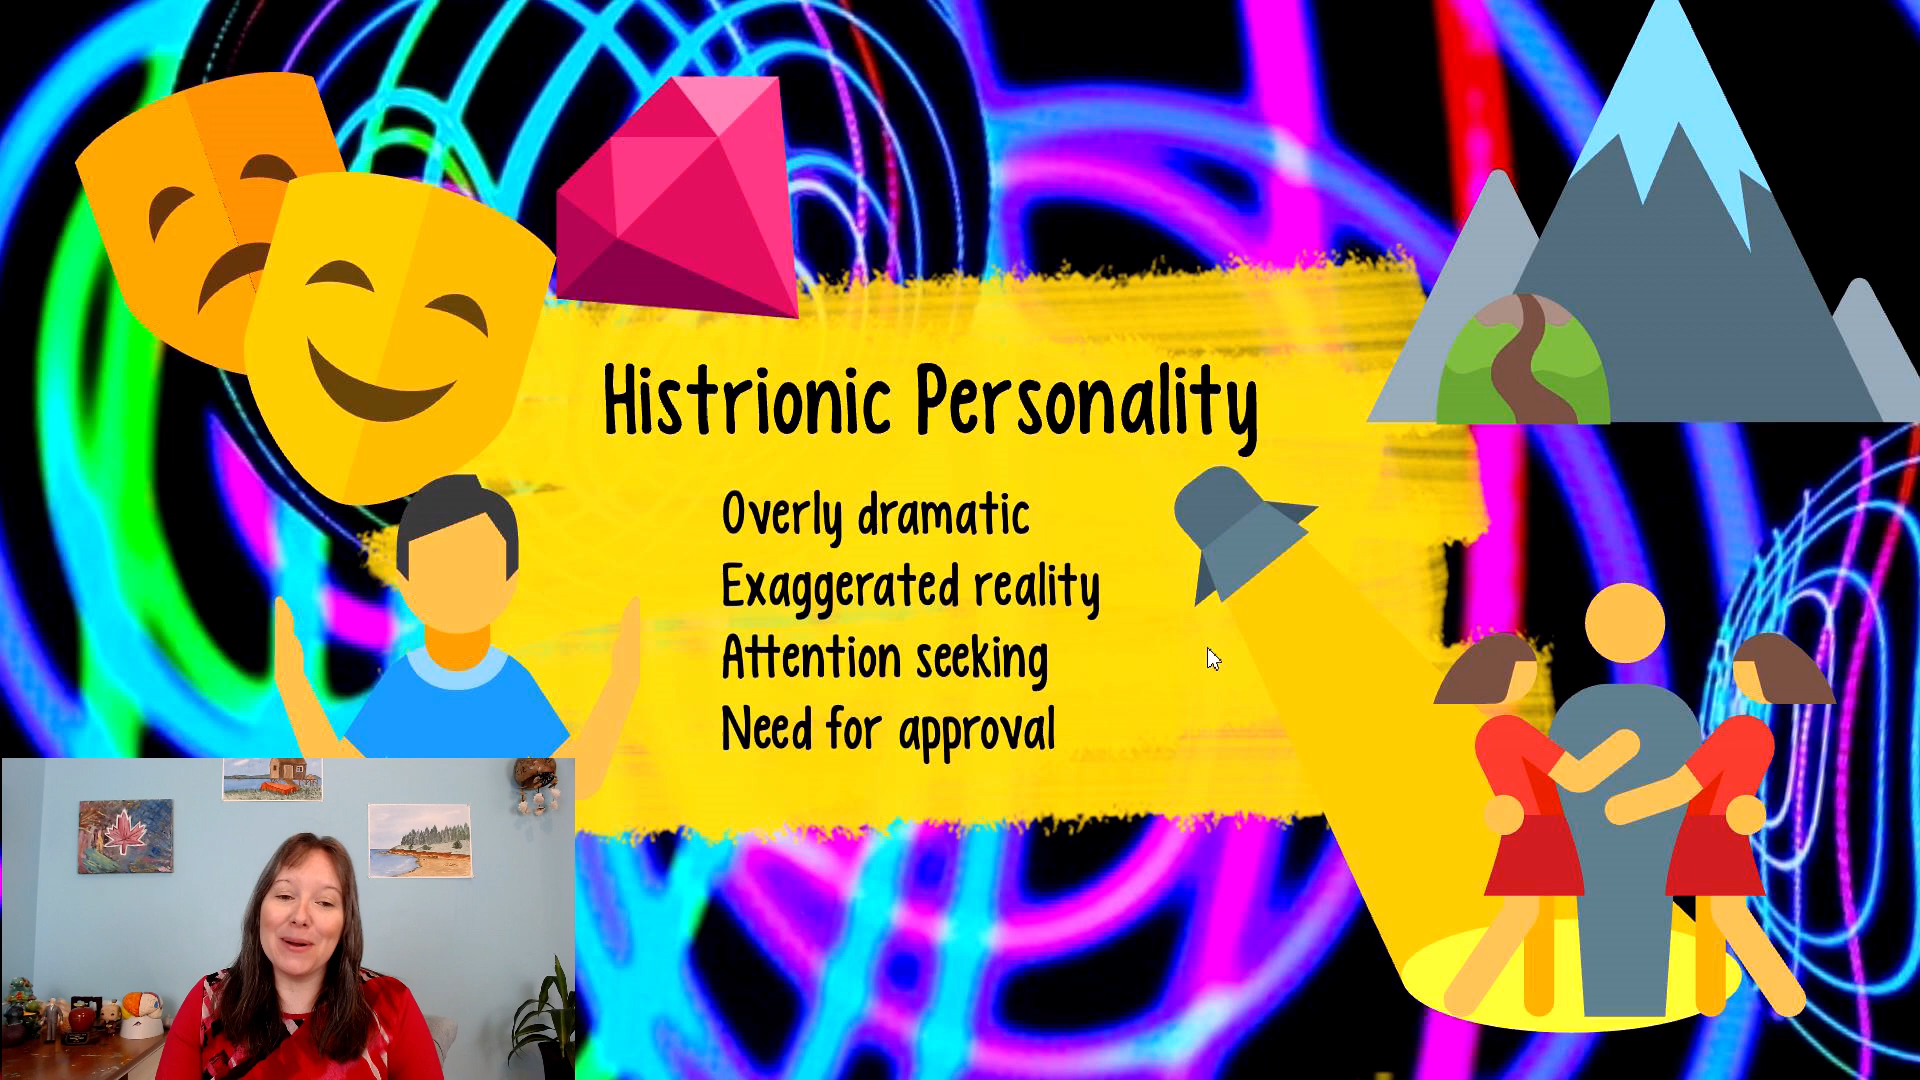 Histrionic Personality
Overly dramatic
Exaggerated reality
Attention seeking
Need for approval